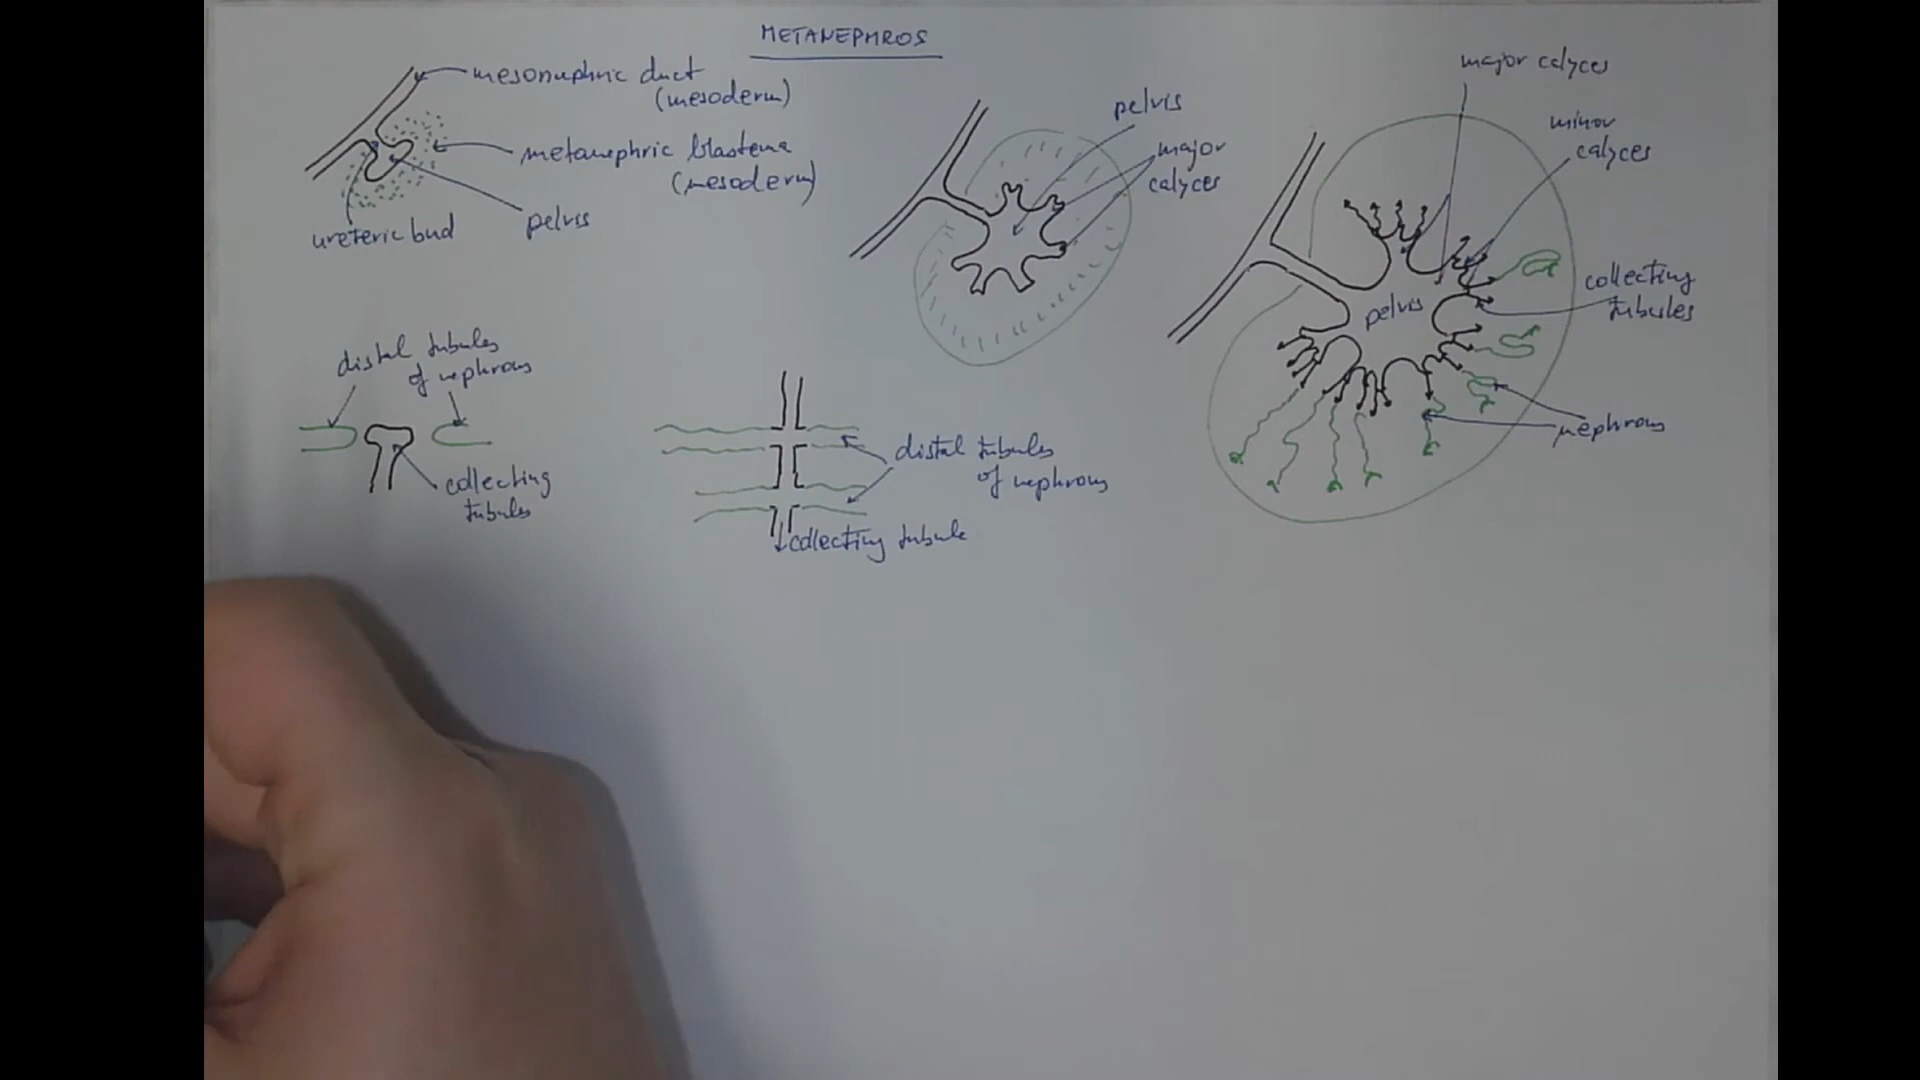 METANEPHROS
mesonephric duct
(mesoderm)
metanephric blastema
(mesoderm)
pelvis
ureteric bud
pelvis
major
calyces
major calyces
minor
calyces
pelvis
collecting
tubules
nephrons
distal tubules
of nephrons
collecting
tubules
distal tubules
of nephrons
collecting tubule